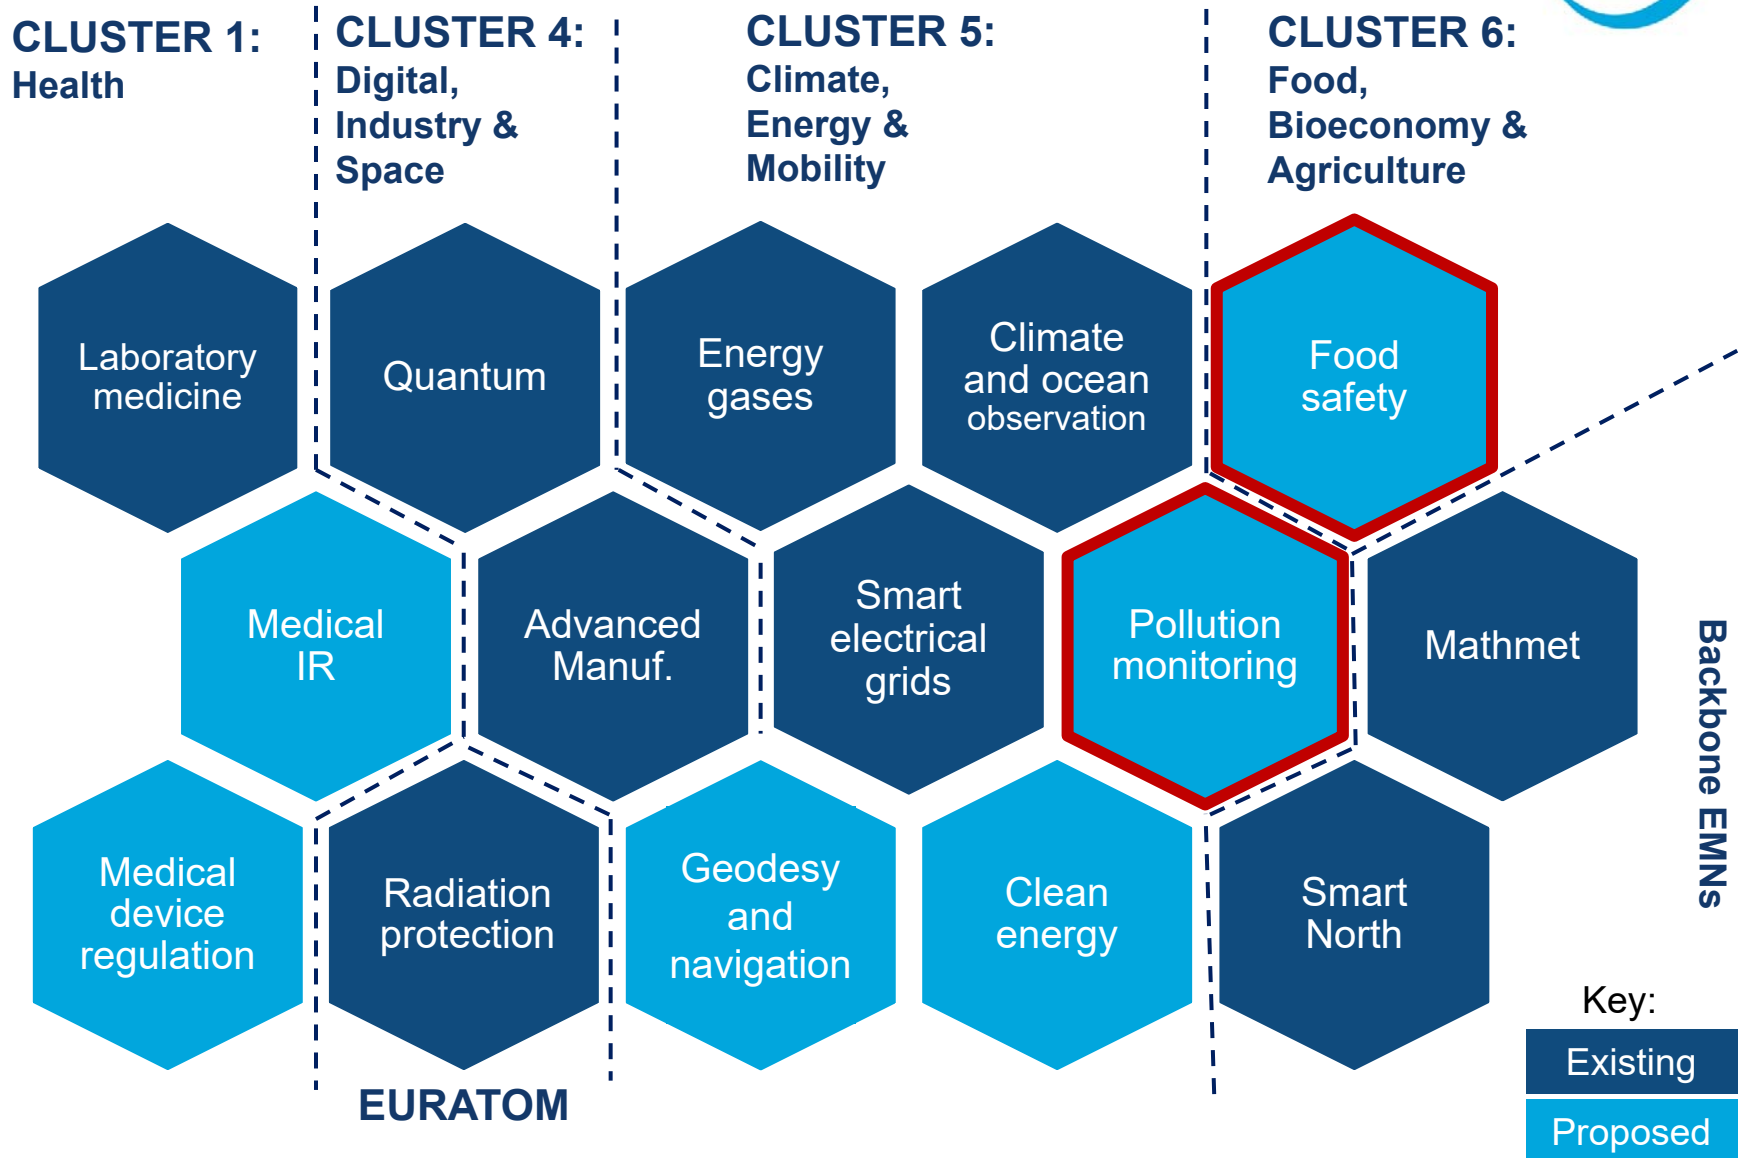 CLUSTER 1:
Health
CLUSTER 4:
Digital,
Industry &
Space
CLUSTER 5:
Climate,
Energy &
Mobility
CLUSTER 6:
Food,
Bioeconomy &
Agriculture
Laboratory
medicine
Quantum
Energy
gases
Climate
and ocean
observation
Food
safety
Medical
IR
Advanced
Manuf.
Smart
electrical
grids
Pollution
monitoring
Mathmet
Backbone EMNs
Medical
device
regulation
Radiation
protection
Geodesy
and
navigation
Clean
energy
Smart
North
EURATOM
Key:
Existing
Proposed